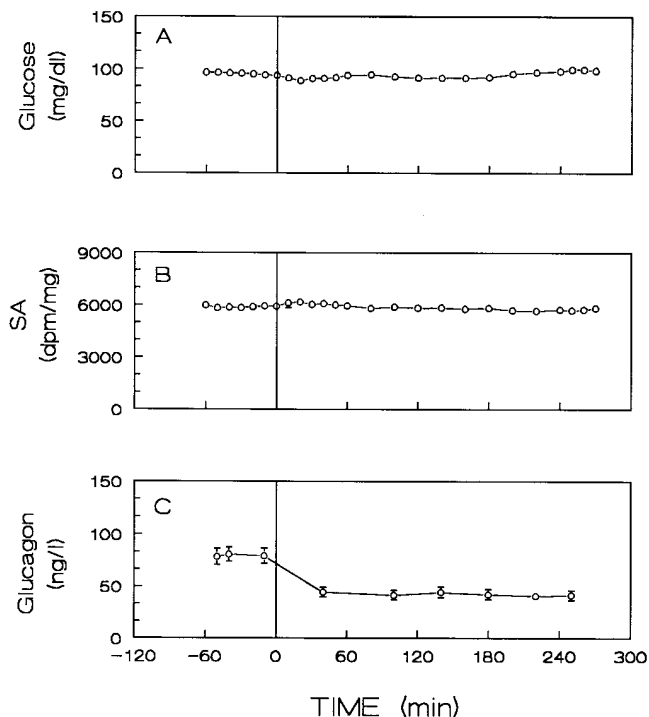 A
Glucose
(mg/dl)
150
100
50
0
B
SA
(dpm/mg)
9000
6000
3000
0
C
Glucagon
(ng/l)
150
100
50
0
−120 −60 0 60 120 180 240 300
TIME (min)